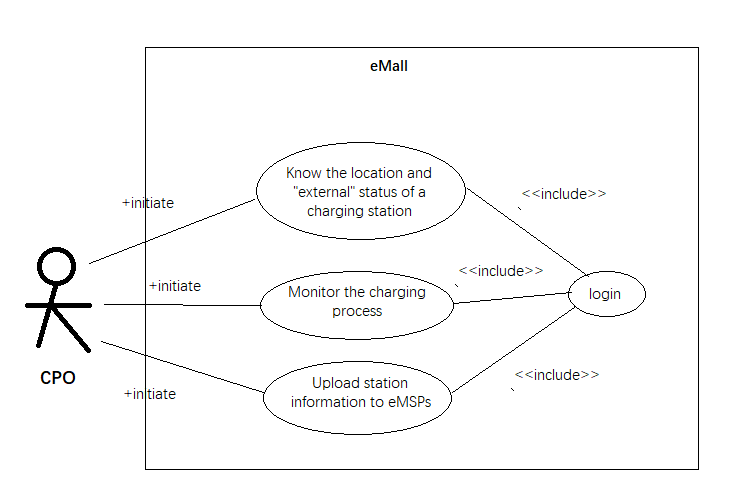 eMall
Know the location and
"external" status of a
charging station
+initiate
<<include>>
+initiate
<<include>>
Monitor the charging
process
login
CPO
+initiate
Upload station
information to eMSPs
<<include>>